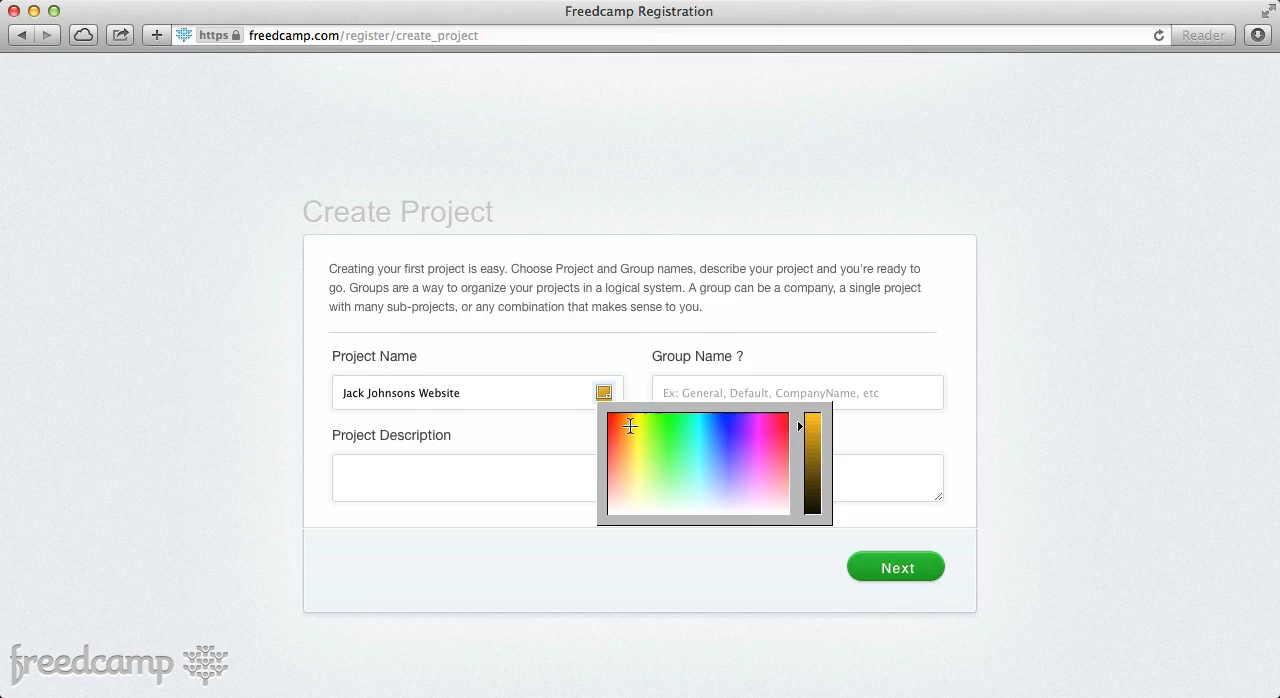 Freedcamp Registration
https freedcamp.com/register/create_project
Reader
Create Project
Creating your first project is easy. Choose Project and Group names, describe your project and you're ready to
go. Groups are a way to organize your projects in a logical system. A group can be a company, a single project
with many sub-projects, or any combination that makes sense to you.
Project Name
Group Name ?
Jack Johnsons Website
Ex: General, Default, CompanyName, etc
Project Description
Next
freedcamp